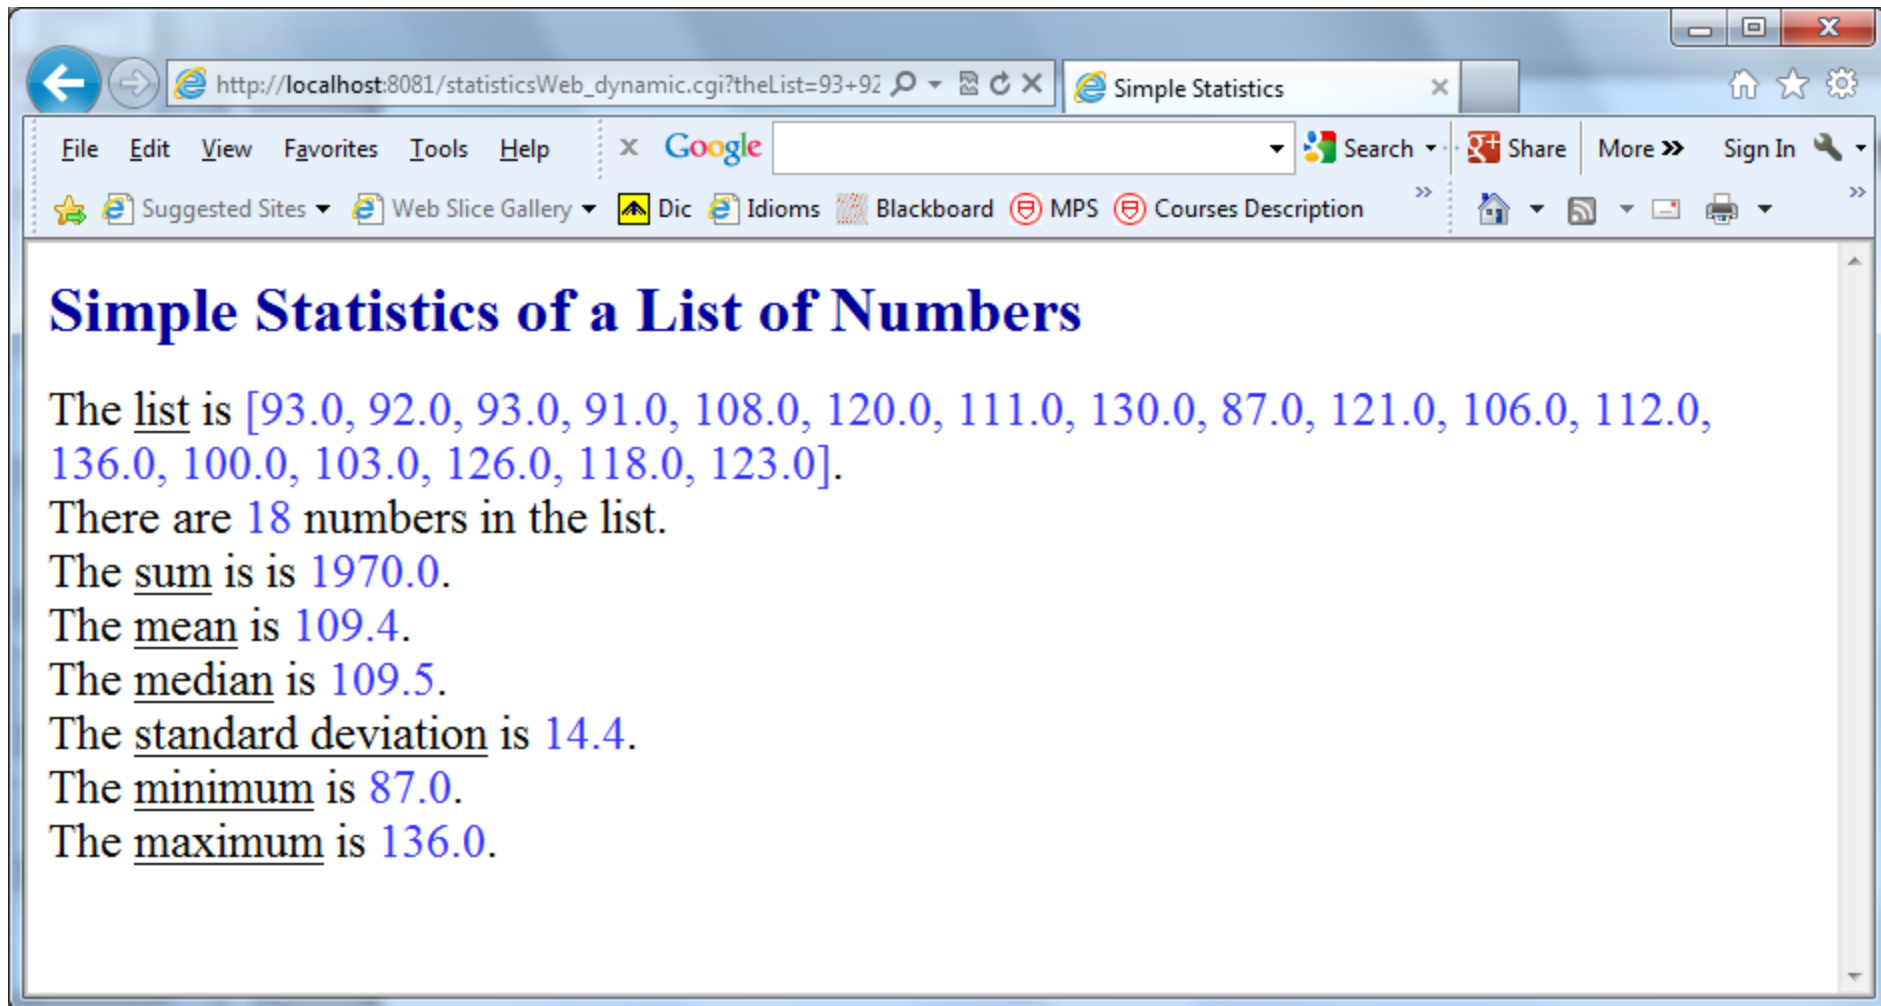 http://localhost:8081/statisticsWeb_dynamic.cgi?theList=93+92
Simple Statistics
File Edit View Favorites Tools Help x Google Search Share More » Sign In
Suggested Sites Web Slice Gallery Dic Idioms Blackboard MPS Courses Description »
Simple Statistics of a List of Numbers
The list is [93.0, 92.0, 93.0, 91.0, 108.0, 120.0, 111.0, 130.0, 87.0, 121.0, 106.0, 112.0,
136.0, 100.0, 103.0, 126.0, 118.0, 123.0].
There are 18 numbers in the list.
The sum is is 1970.0.
The mean is 109.4.
The median is 109.5.
The standard deviation is 14.4.
The minimum is 87.0.
The maximum is 136.0.